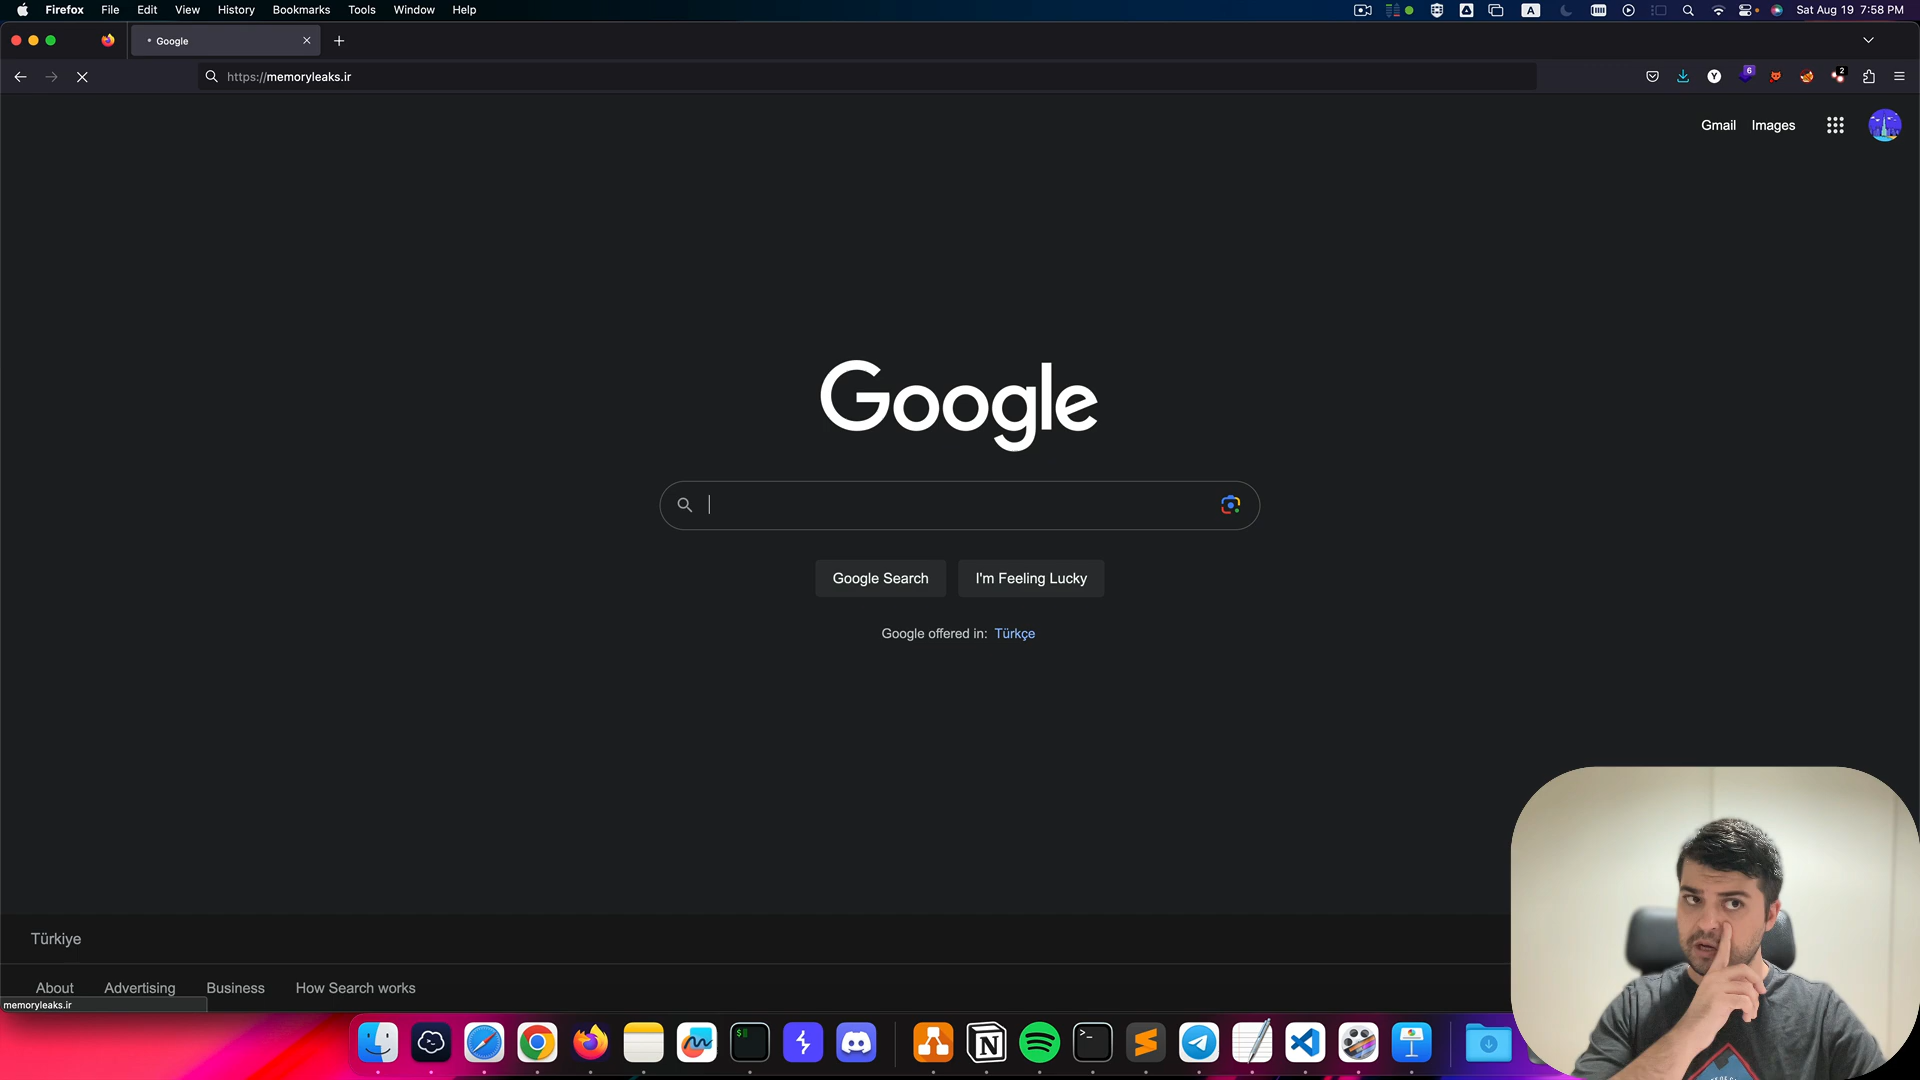 Firefox File Edit View History Bookmarks Tools Window Help
A
Sat Aug 19 7:58 PM
Google
https://memoryleaks.ir
Y
6
2
Gmail Images
Google
Google Search I'm Feeling Lucky
Google offered in: Türkçe
Türkiye
About Advertising Business How Search works
memoryleaks.ir